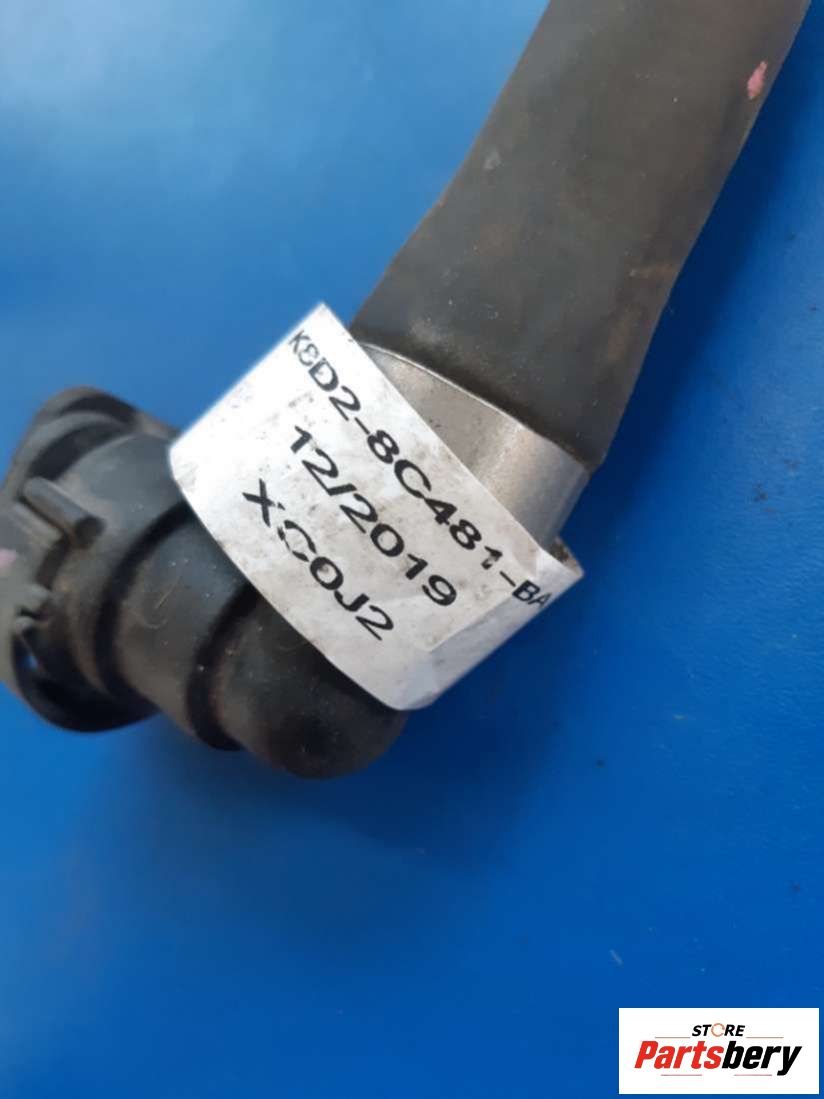 K8D2-8C481-BA
12/2019
XC0J2
STORE
Partsbery